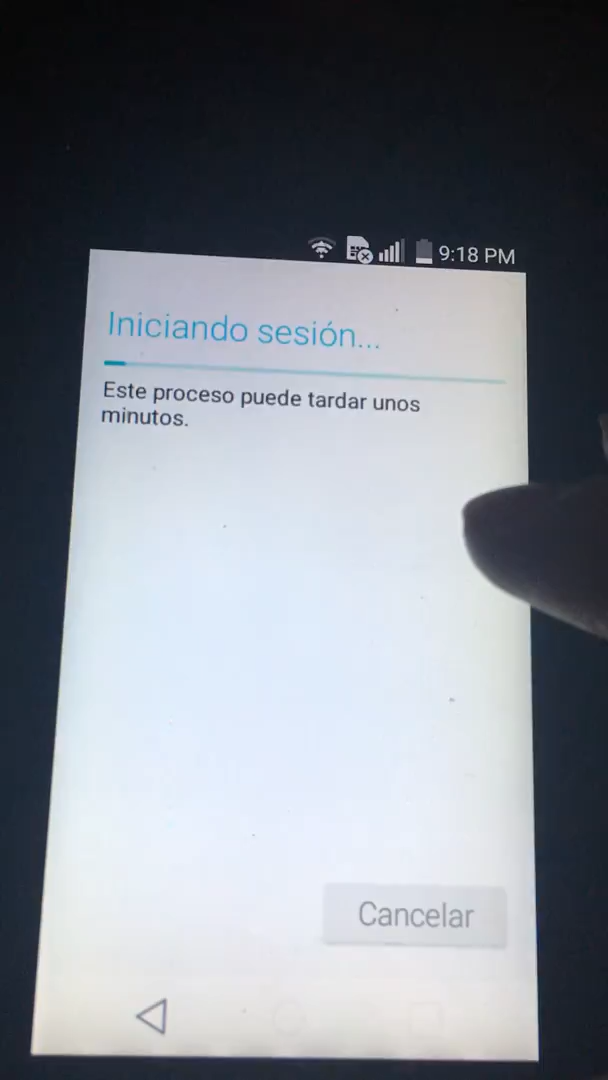 9:18 PM
Iniciando sesión...
Este proceso puede tardar unos
minutos.
Cancelar